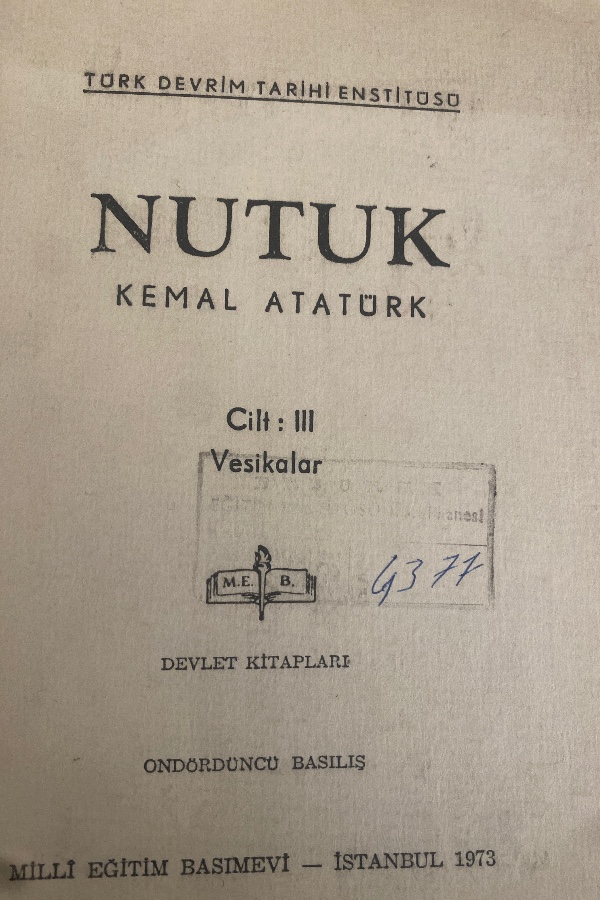 TÜRK DEVRİM TARİHİ ENSTİTÜSÜ
NUTUK
KEMAL ATATÜRK
Cilt : III
Vesikalar
M.E. B.
4377
DEVLET KİTAPLARI
ONDÖRDÜNCÜ BASILIŞ
MİLLÎ EĞİTİM BASIMEVİ — İSTANBUL 1973